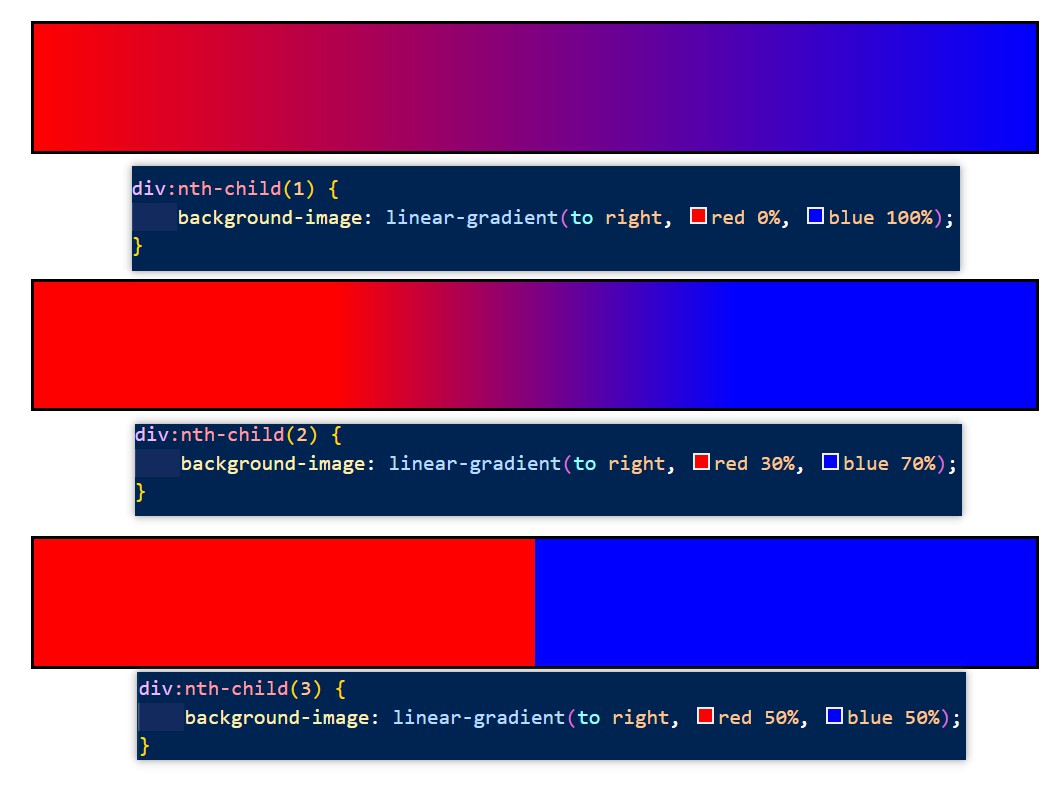 div:nth-child(1) {
    background-image: linear-gradient(to right, red 0%, blue 100%);
}
div:nth-child(2) {
    background-image: linear-gradient(to right, red 30%, blue 70%);
}
div:nth-child(3) {
    background-image: linear-gradient(to right, red 50%, blue 50%);
}